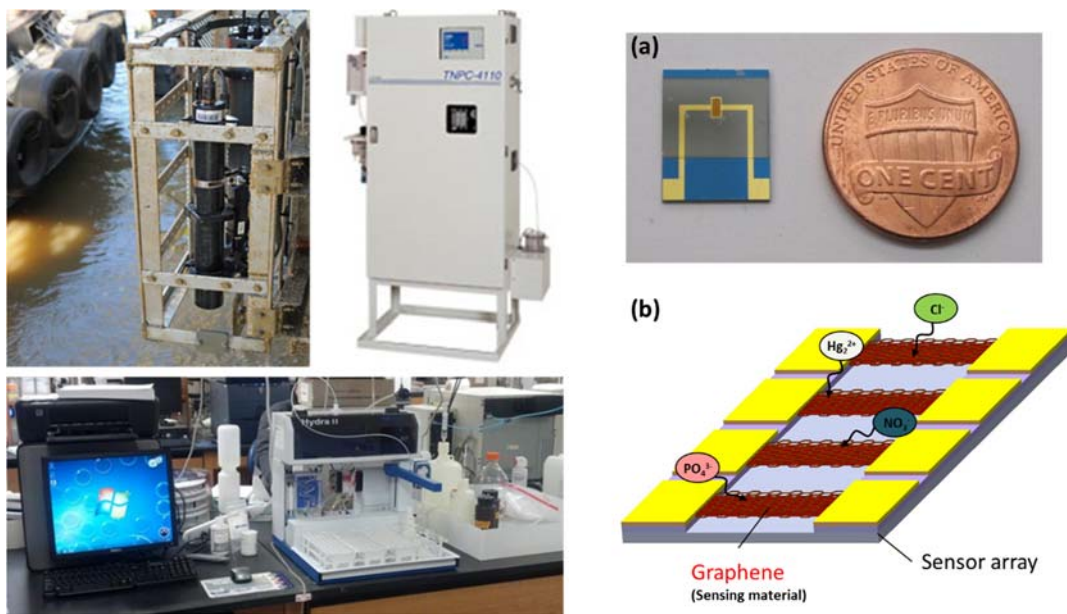 TNPC-4110
Hydra II
(a)
UNITED STATES OF AMERICA
E PLURIBUS UNUM
ONE CENT
(b)
Cl⁻
Hg₂²⁺
NO₃⁻
PO₄³⁻
Graphene
(Sensing material)
Sensor array